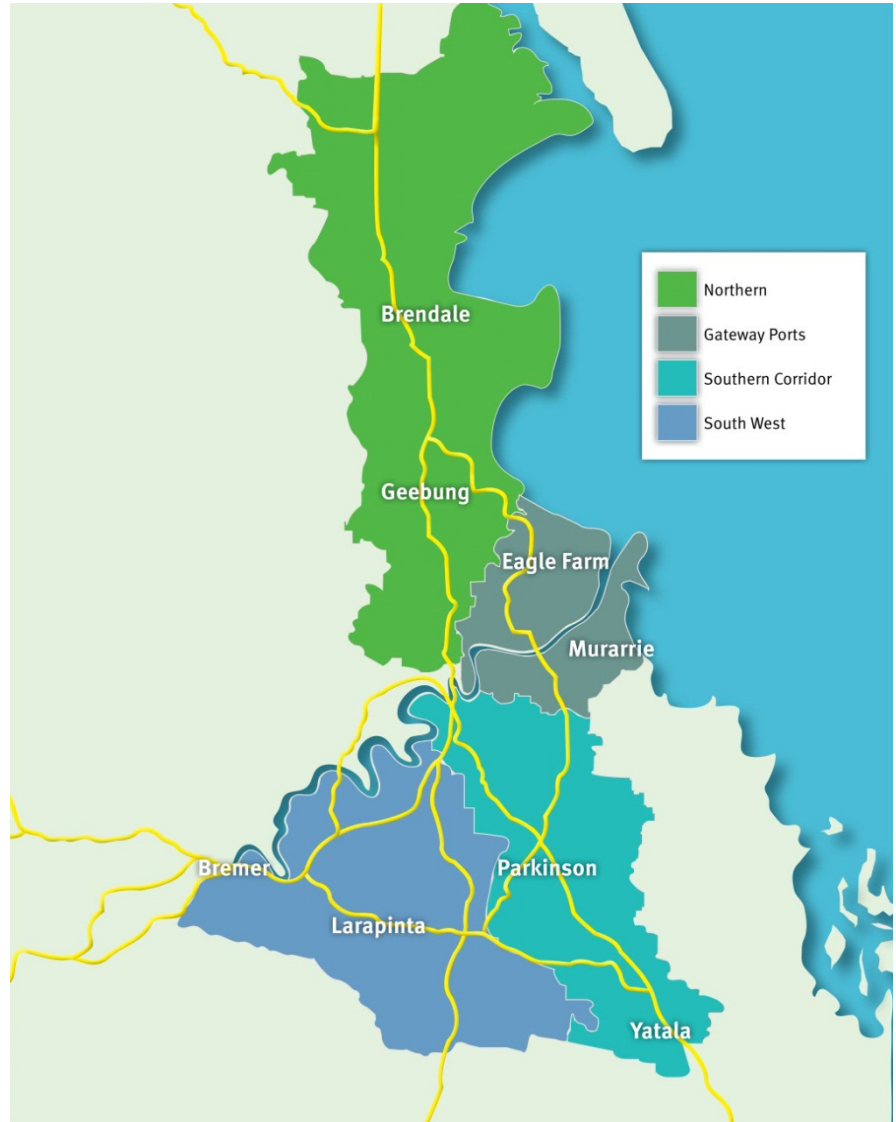 Northern
Gateway Ports
Southern Corridor
South West
Brendale
Geebung
Eagle Farm
Murarrie
Bremer
Parkinson
Larapinta
Yatala